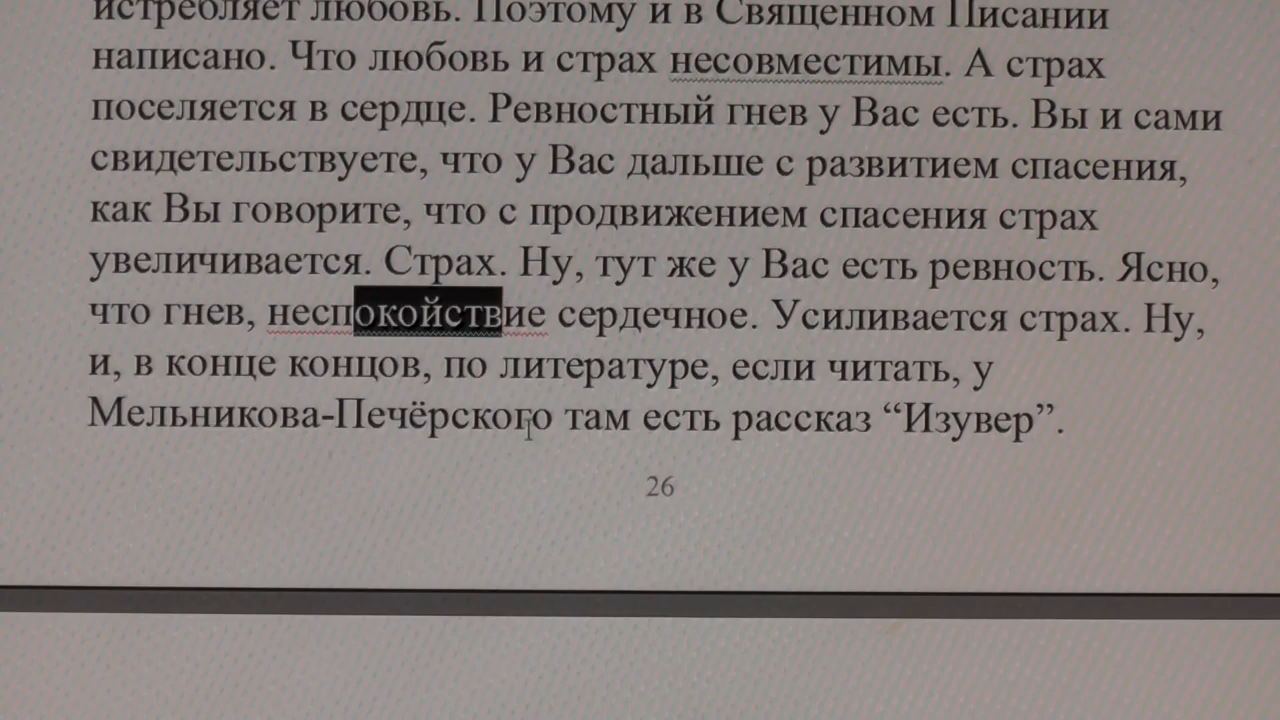 истребляет любовь. Поэтому и в Священном Писании
написано. Что любовь и страх несовместимы. А страх
поселяется в сердце. Ревностный гнев у Вас есть. Вы и сами
свидетельствуете, что у Вас дальше с развитием спасения,
как Вы говорите, что с продвижением спасения страх
увеличивается. Страх. Ну, тут же у Вас есть ревность. Ясно,
что гнев, неспокойствие сердечное. Усиливается страх. Ну,
и, в конце концов, по литературе, если читать, у
Мельникова-Печёрского там есть рассказ “Изувер”.
26